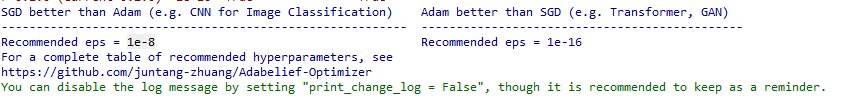 SGD better than Adam (e.g. CNN for Image Classification)    Adam better than SGD (e.g. Transformer, GAN)
----------------------------------------------------------  ----------------------------------------------
Recommended eps = 1e-8                                      Recommended eps = 1e-16
For a complete table of recommended hyperparameters, see
https://github.com/juntang-zhuang/Adabelief-Optimizer
You can disable the log message by setting "print_change_log = False", though it is recommended to keep as a reminder.